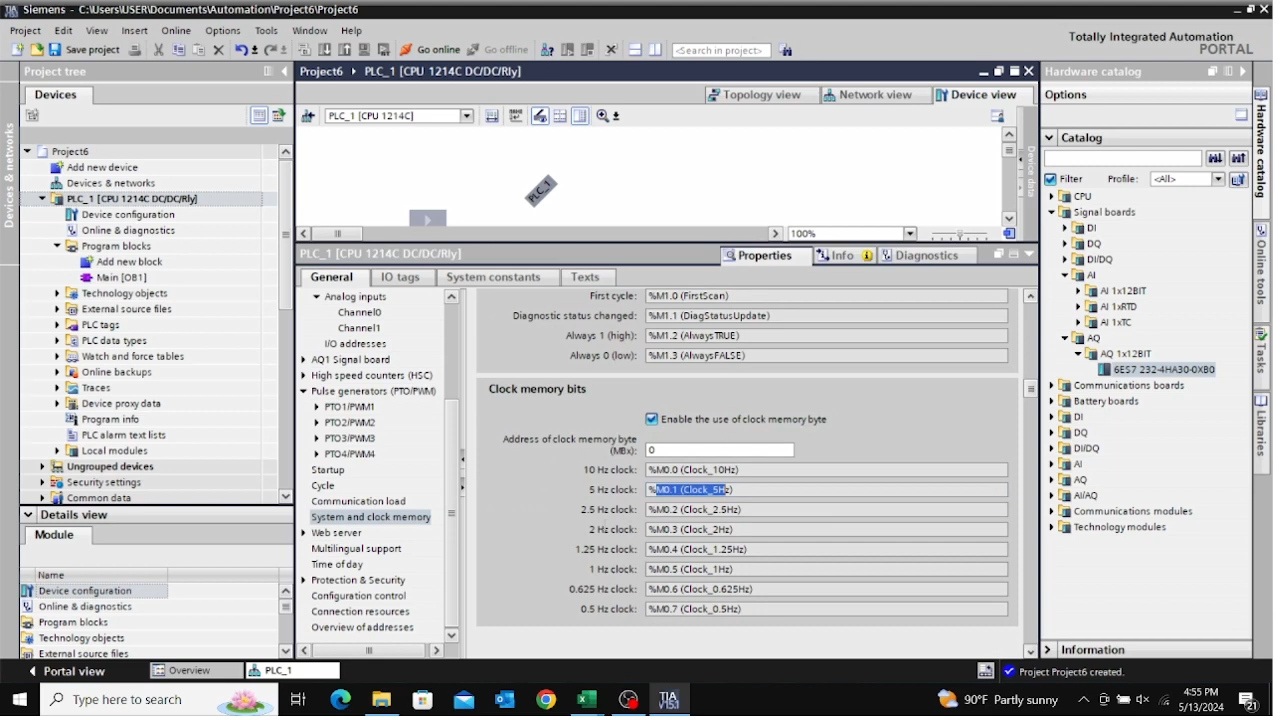 Siemens - C:\Users\USER\Documents\Automation\Project6\Project6
Project Edit View Insert Online Options Tools Window Help
Totally Integrated Automation
PORTAL
Save project Go online Go offline <Search in project>
Project tree
Devices
Devices & networks
Project6
Add new device
Devices & networks
PLC_1 [CPU 1214C DC/DC/Rly]
Device configuration
Online & diagnostics
Program blocks
Add new block
Main [OB1]
Technology objects
External source files
PLC tags
PLC data types
Watch and force tables
Online backups
Traces
Device proxy data
Program info
PLC alarm text lists
Local modules
Ungrouped devices
Security settings
Common data
Details view
Module
Name
Device configuration
Online & diagnostics
Program blocks
Technology objects
External source files
Project6 PLC_1 [CPU 1214C DC/DC/Rly]
Topology view Network view Device view
PLC_1 [CPU 1214C]
PLC_1
Device data
100%
PLC_1 [CPU 1214C DC/DC/Rly]
Properties Info Diagnostics
General IO tags System constants Texts
Analog inputs
Channel0
Channel1
I/O addresses
AQ1 Signal board
High speed counters (HSC)
Pulse generators (PTO/PWM)
PTO1/PWM1
PTO2/PWM2
PTO3/PWM3
PTO4/PWM4
Startup
Cycle
Communication load
System and clock memory
Web server
Multilingual support
Time of day
Protection & Security
Configuration control
Connection resources
Overview of addresses
First cycle: %M1.0 (FirstScan)
Diagnostic status changed: %M1.1 (DiagStatusUpdate)
Always 1 (high): %M1.2 (AlwaysTRUE)
Always 0 (low): %M1.3 (AlwaysFALSE)
Clock memory bits
Enable the use of clock memory byte
Address of clock memory byte
(MBx): 0
10 Hz clock: %M0.0 (Clock_10Hz)
5 Hz clock: %M0.1 (Clock_5Hz)
2.5 Hz clock: %M0.2 (Clock_2.5Hz)
2 Hz clock: %M0.3 (Clock_2Hz)
1.25 Hz clock: %M0.4 (Clock_1.25Hz)
1 Hz clock: %M0.5 (Clock_1Hz)
0.625 Hz clock: %M0.6 (Clock_0.625Hz)
0.5 Hz clock: %M0.7 (Clock_0.5Hz)
Hardware catalog
Options
Catalog
Filter Profile: <All>
CPU
Signal boards
DI
DQ
DI/DQ
AI
AI 1x12BIT
AI 1xRTD
AI 1xTC
AQ
AQ 1x12BIT
6ES7 232-4HA30-0XB0
Communications boards
Battery boards
DI
DQ
DI/DQ
AI
AQ
AI/AQ
Communications modules
Technology modules
Information
Hardware catalog
Online tools
Tasks
Libraries
Portal view Overview PLC_1 Project Project6 created.
Type here to search
90°F Partly sunny
4:55 PM
5/13/2024
21